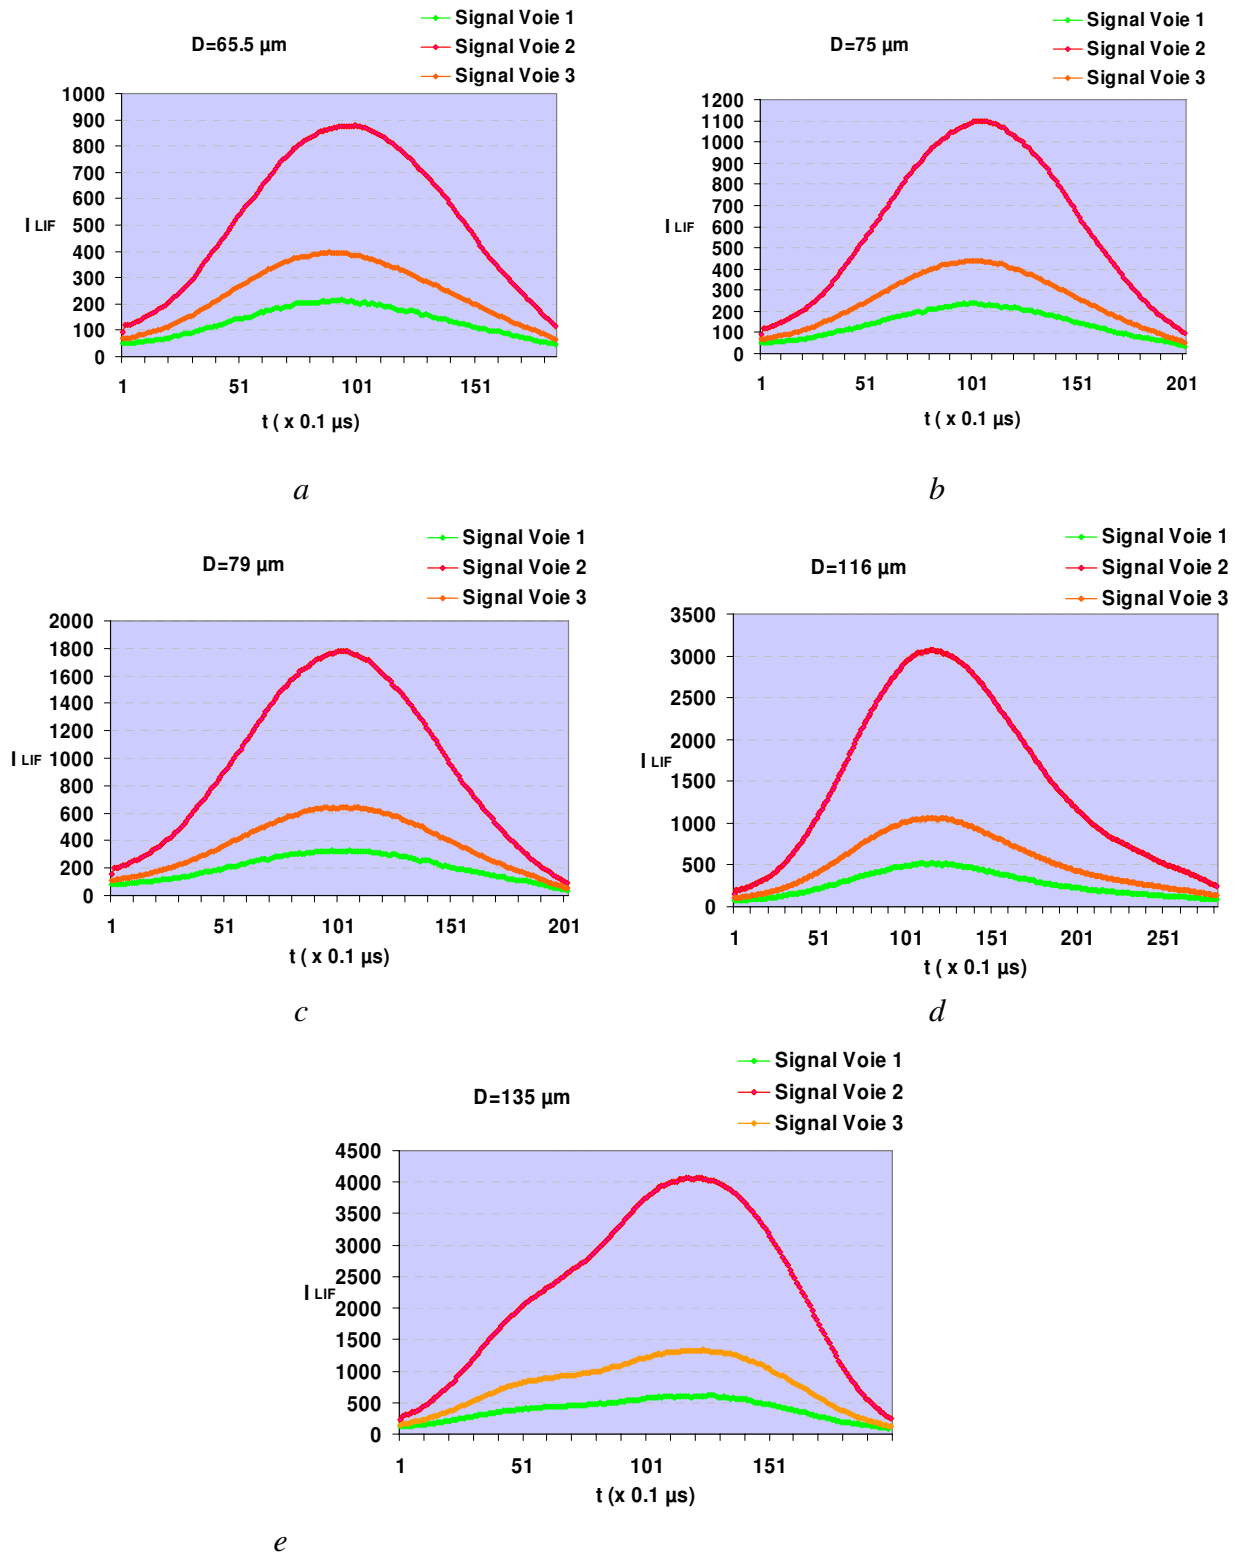 D=65.5 µm
Signal Voie 1
Signal Voie 2
Signal Voie 3
1000
900
800
700
600
500
400
300
200
100
0
I LIF
1 51 101 151
t ( x 0.1 µs)
a
D=75 µm
Signal Voie 1
Signal Voie 2
Signal Voie 3
1200
1100
1000
900
800
700
600
500
400
300
200
100
0
I LIF
1 51 101 151 201
t ( x 0.1 µs)
b
D=79 µm
Signal Voie 1
Signal Voie 2
Signal Voie 3
2000
1800
1600
1400
1200
1000
800
600
400
200
0
I LIF
1 51 101 151 201
t ( x 0.1 µs)
c
D=116 µm
Signal Voie 1
Signal Voie 2
Signal Voie 3
3500
3000
2500
2000
1500
1000
500
0
I LIF
1 51 101 151 201 251
t ( x 0.1 µs)
d
D=135 µm
Signal Voie 1
Signal Voie 2
Signal Voie 3
4500
4000
3500
3000
2500
2000
1500
1000
500
0
I LIF
1 51 101 151
t (x 0.1 µs)
e